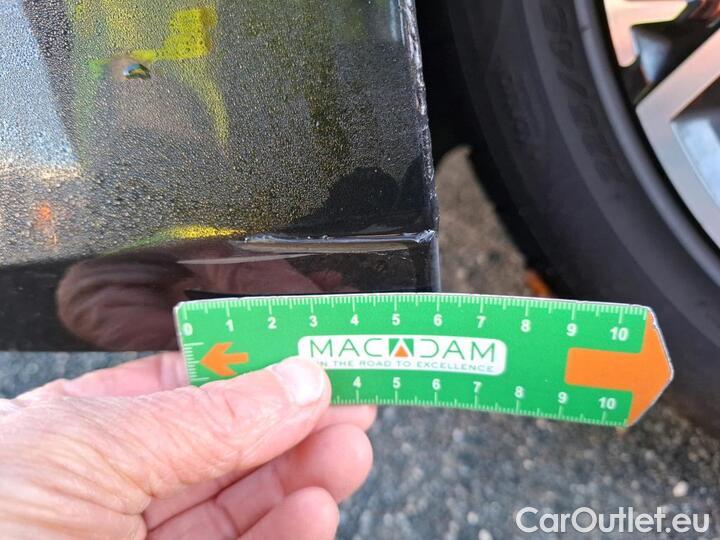 0 1 2 3 4 5 6 7 8 9 10
MACADAM
IN THE ROAD TO EXCELLENCE
4 5 6 7 8 9 10
CarOutlet.eu